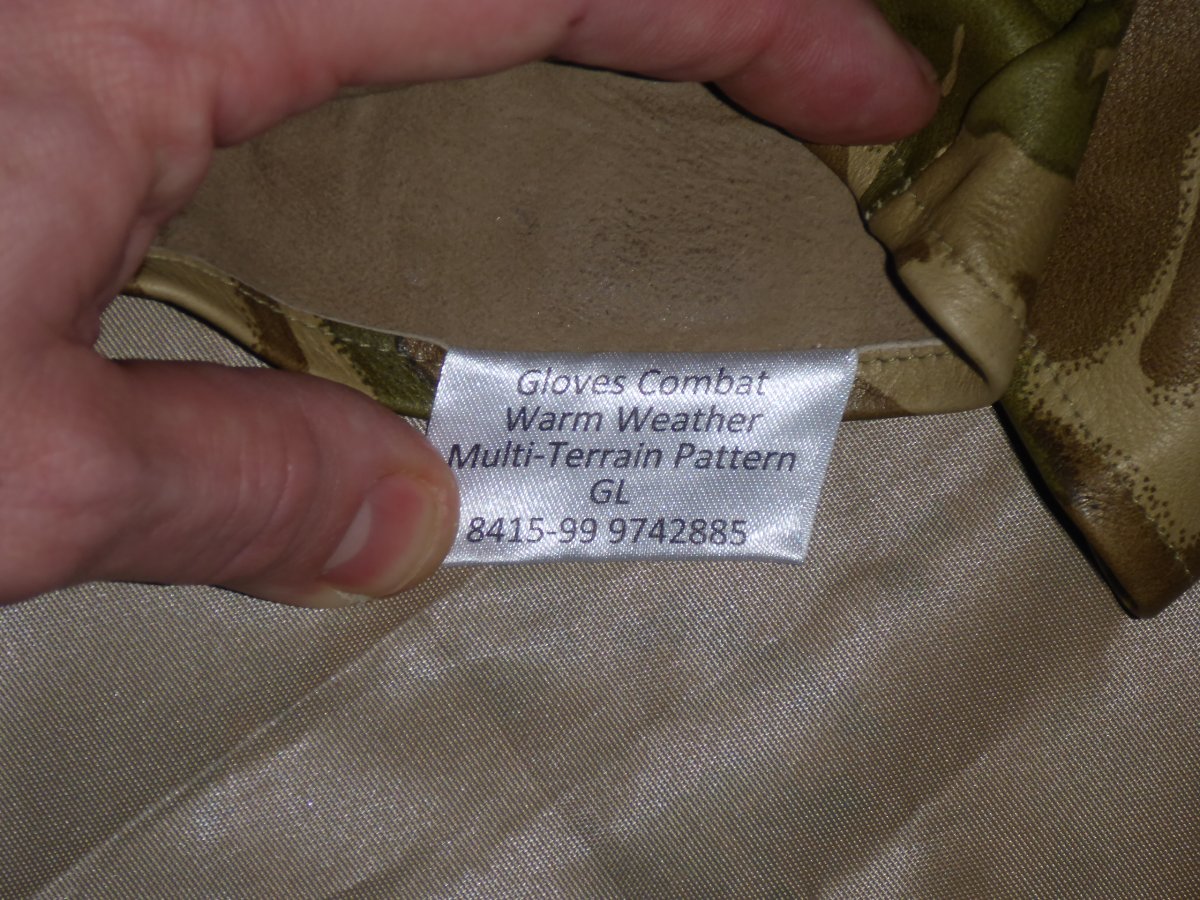 Gloves Combat
Warm Weather
Multi-Terrain Pattern
GL
8415-99 9742885